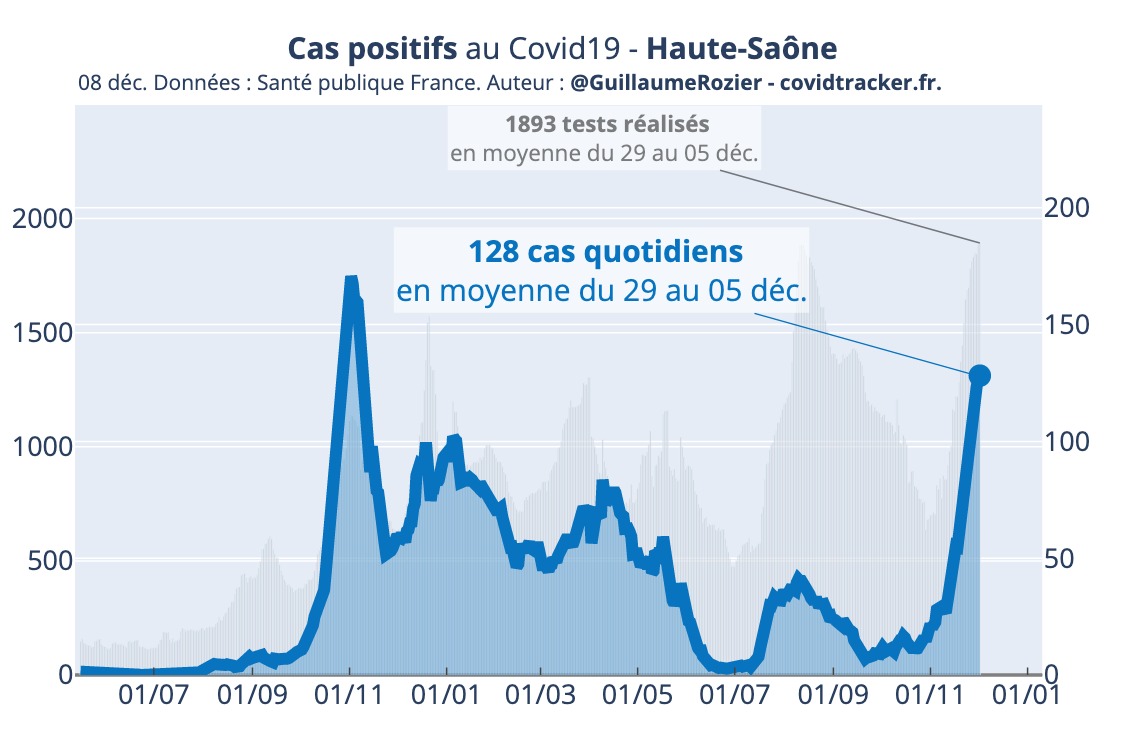 Cas positifs au Covid19 - Haute-Saône
08 déc. Données : Santé publique France. Auteur : @GuillaumeRozier - covidtracker.fr.
1893 tests réalisés
en moyenne du 29 au 05 déc.
128 cas quotidiens
en moyenne du 29 au 05 déc.
2000
1500
1000
500
0
200
150
100
50
0
01/07 01/09 01/11 01/01 01/03 01/05 01/07 01/09 01/11 01/01